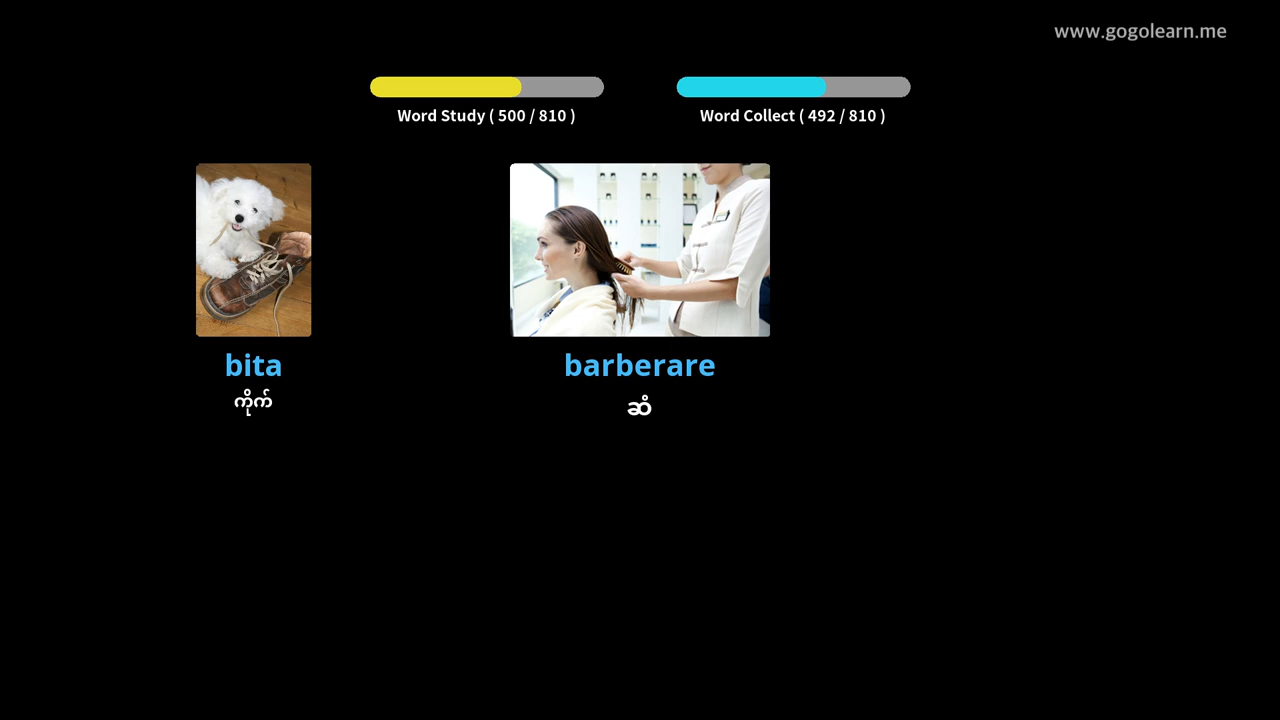 www.gogolearn.me
Word Study ( 500 / 810 )
Word Collect ( 492 / 810 )
bita
ကိုက်
barberare
ဆံ